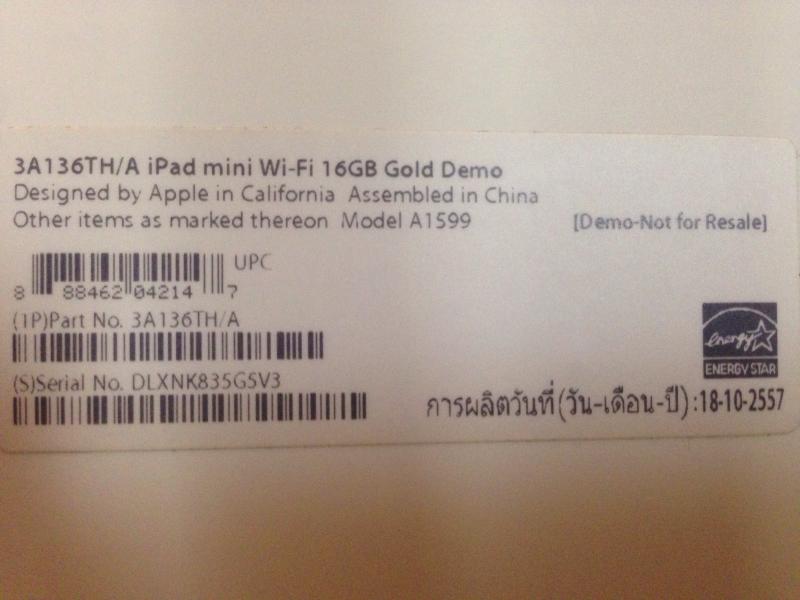 3A136TH/A iPad mini Wi-Fi 16GB Gold Demo
Designed by Apple in California Assembled in China
Other items as marked thereon Model A1599
[Demo-Not for Resale]
UPC
8 88462 04214 7
(1P)Part No. 3A136TH/A
energy
ENERGY STAR
(S)Serial No. DLXNK835G5V3
การผลิตวันที่(วัน-เดือน-ปี):18-10-2557